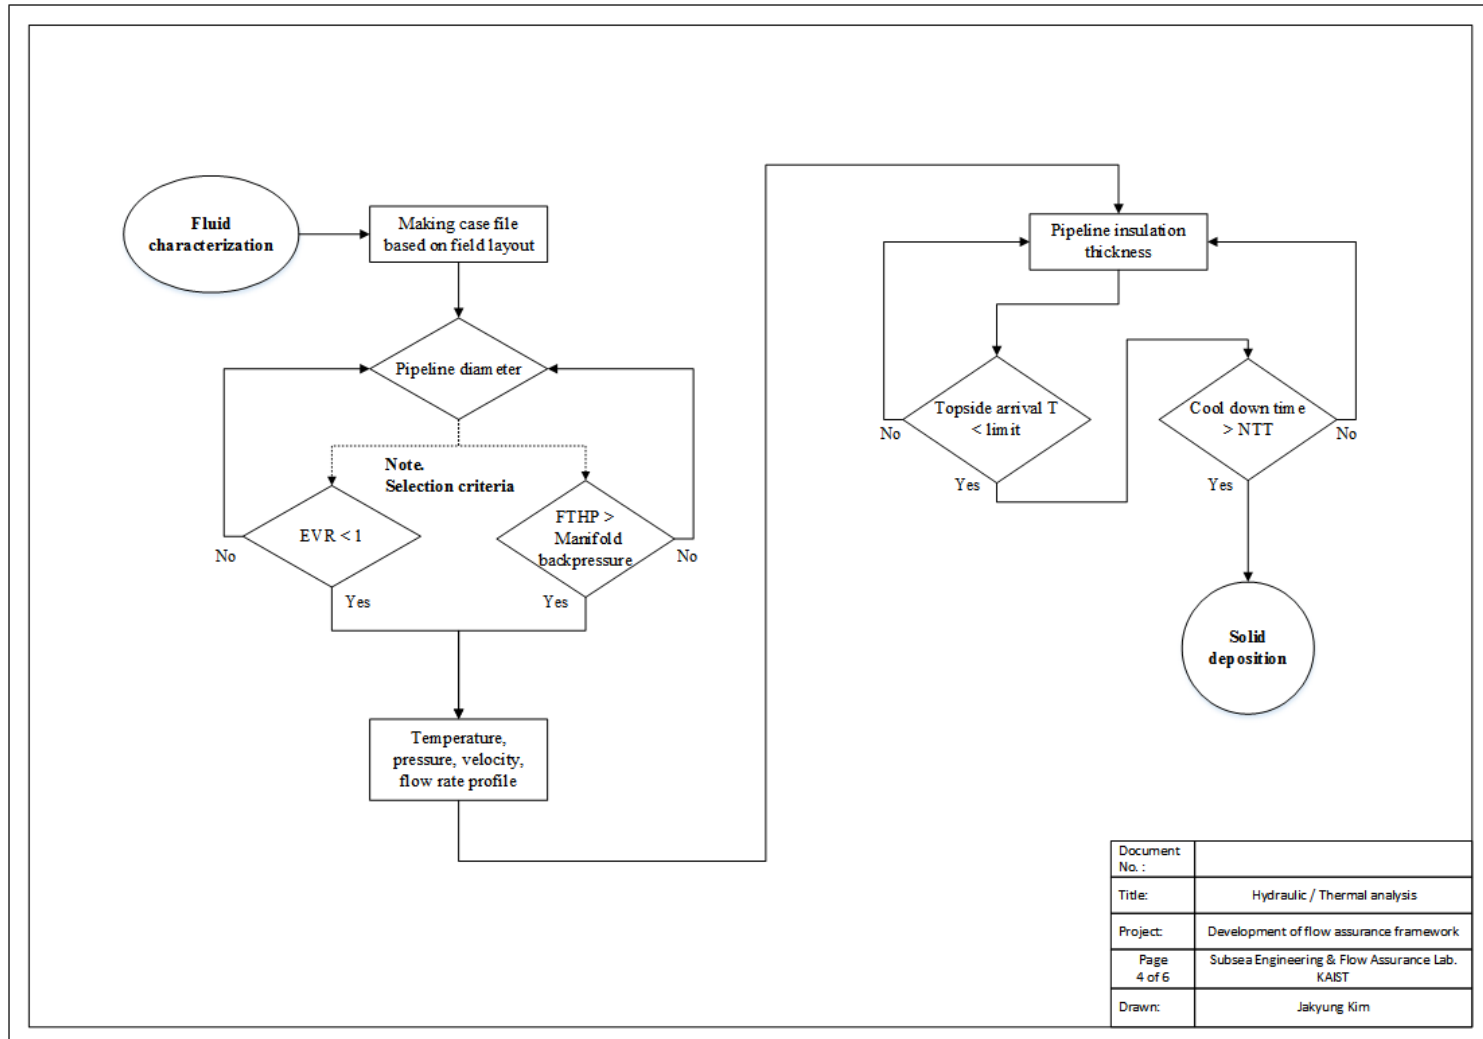 Fluid
characterization
Making case file
based on field layout
Pipeline diameter
Note.
Selection criteria
EVR < 1
No
Yes
FTHP >
Manifold
backpressure
No
Yes
Temperature,
pressure, velocity,
flow rate profile
Pipeline insulation
thickness
Topside arrival T
< limit
No
Yes
Cool down time
> NTT
No
Yes
Solid
deposition
Document
No. :
Title:
Hydraulic / Thermal analysis
Project:
Development of flow assurance framework
Page
4 of 6
Subsea Engineering & Flow Assurance Lab.
KAIST
Drawn:
Jakyung Kim